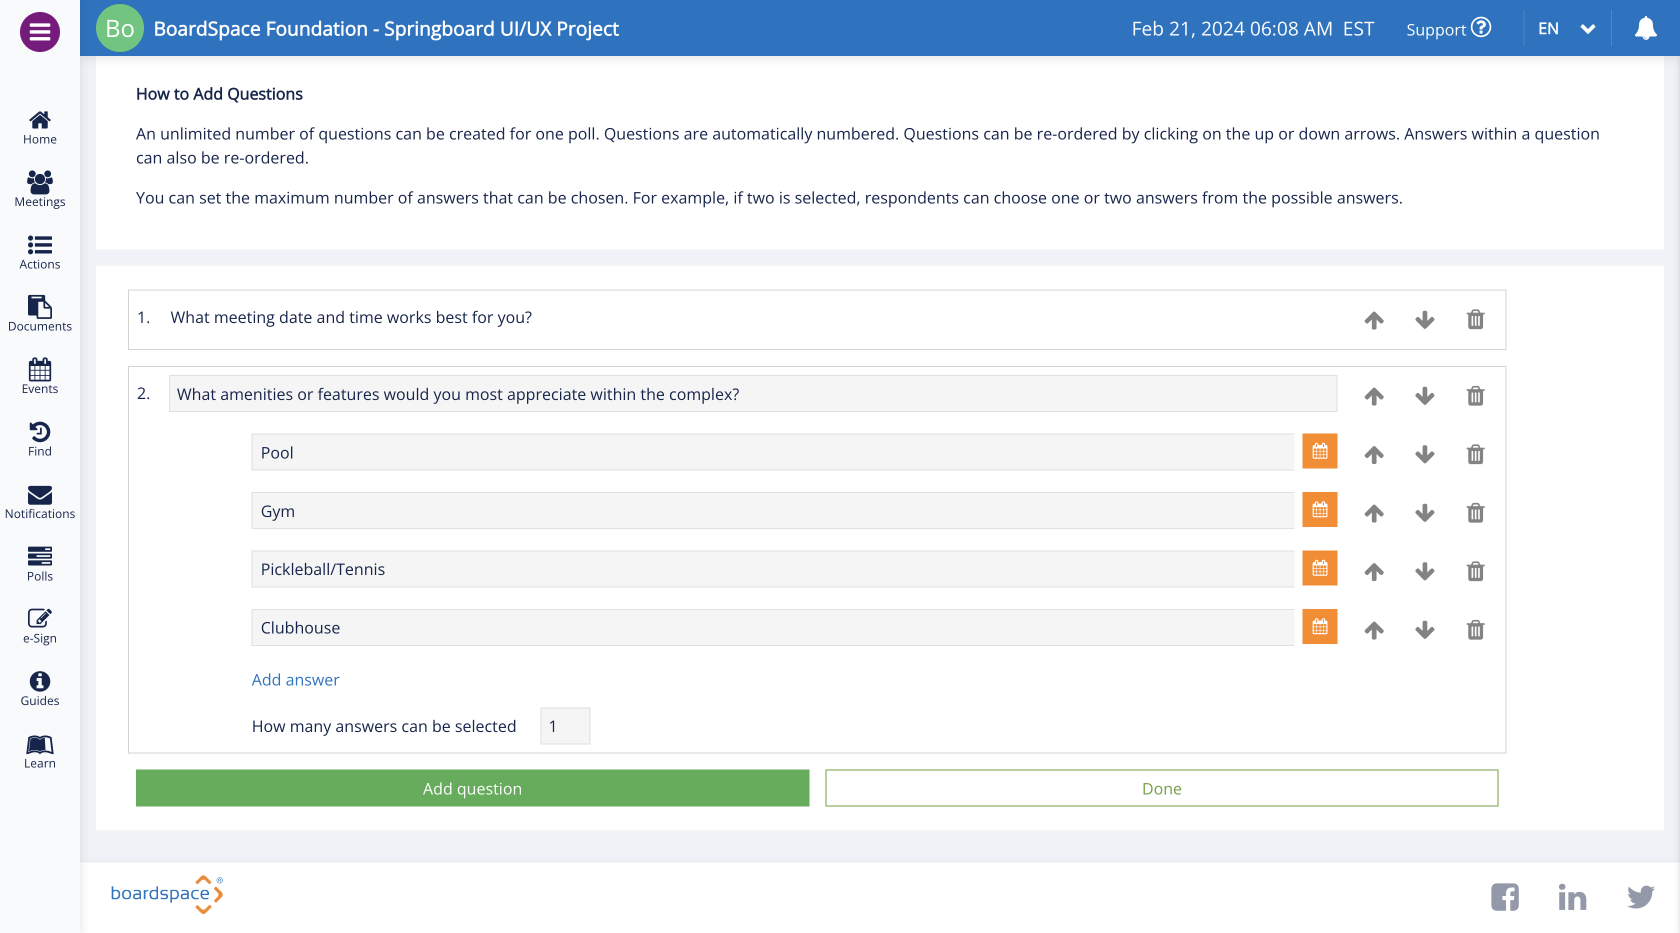 Bo BoardSpace Foundation - Springboard UI/UX Project Feb 21, 2024 06:08 AM EST Support EN
Home
Meetings
Actions
Documents
Events
Find
Notifications
Polls
e-Sign
Guides
Learn
How to Add Questions
An unlimited number of questions can be created for one poll. Questions are automatically numbered. Questions can be re-ordered by clicking on the up or down arrows. Answers within a question
can also be re-ordered.
You can set the maximum number of answers that can be chosen. For example, if two is selected, respondents can choose one or two answers from the possible answers.
1. What meeting date and time works best for you?
2. What amenities or features would you most appreciate within the complex?
Pool
Gym
Pickleball/Tennis
Clubhouse
Add answer
How many answers can be selected 1
Add question Done
boardspace®